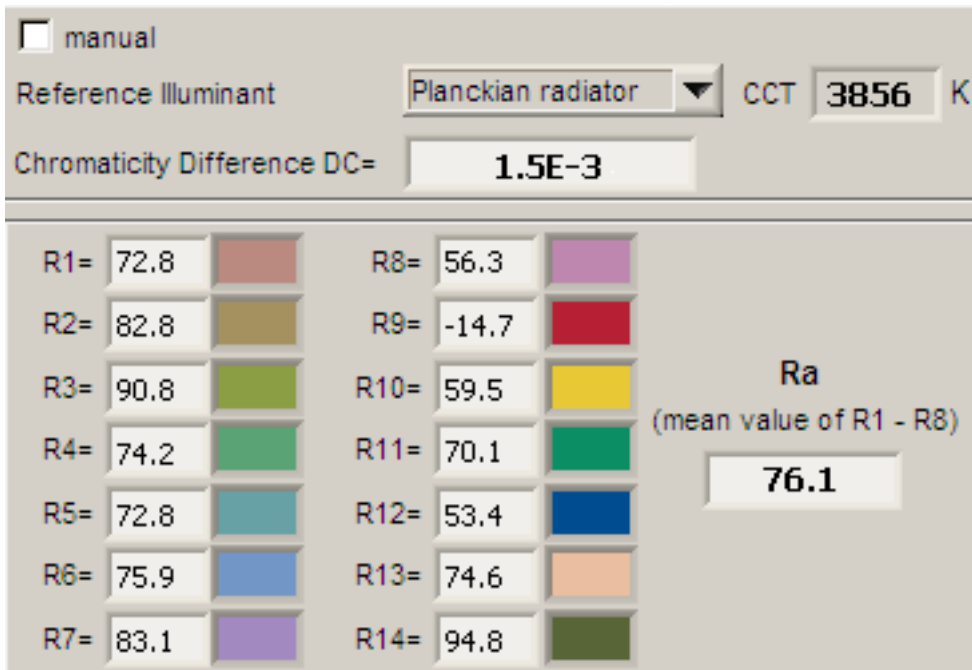 manual
Reference Illuminant Planckian radiator CCT 3856 K
Chromaticity Difference DC= 1.5E-3
R1= 72.8 R8= 56.3
R2= 82.8 R9= -14.7
R3= 90.8 R10= 59.5
R4= 74.2 R11= 70.1
R5= 72.8 R12= 53.4
R6= 75.9 R13= 74.6
R7= 83.1 R14= 94.8
Ra
(mean value of R1 - R8)
76.1